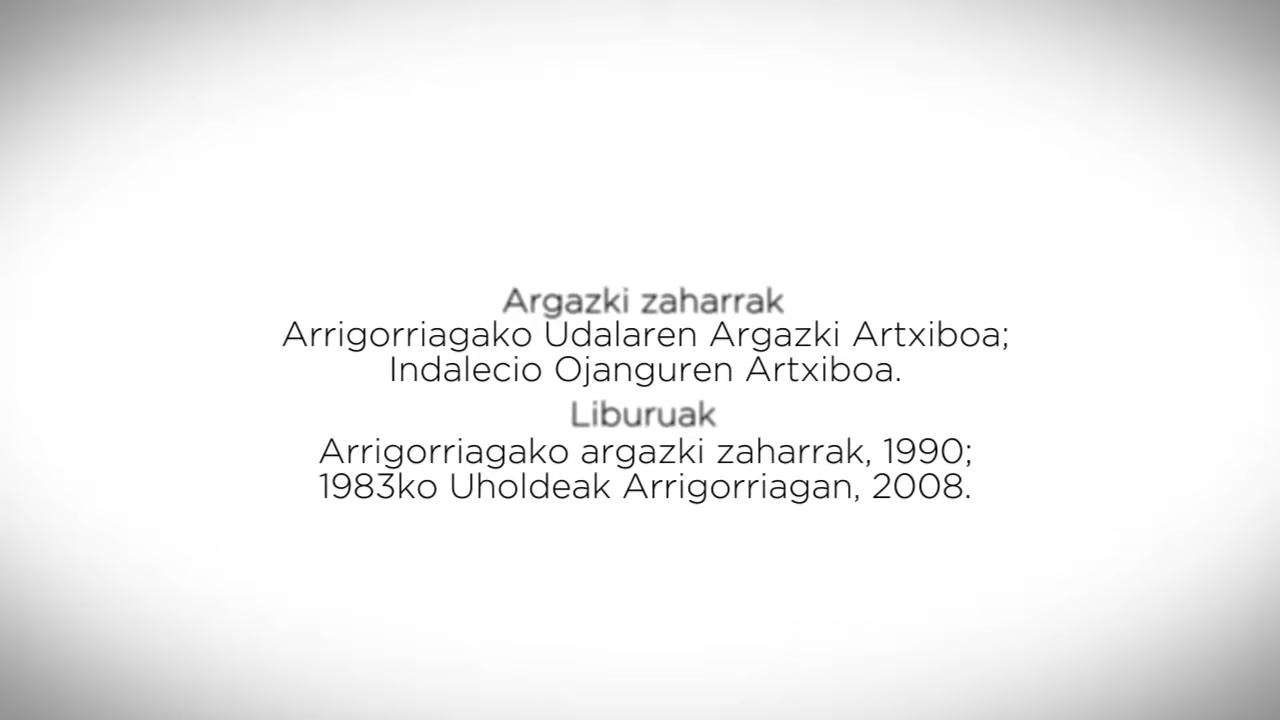 Argazki zaharrak
Arrigorriagako Udalaren Argazki Artxiboa;
Indalecio Ojanguren Artxiboa.
Liburuak
Arrigorriagako argazki zaharrak, 1990;
1983ko Uholdeak Arrigorriagan, 2008.